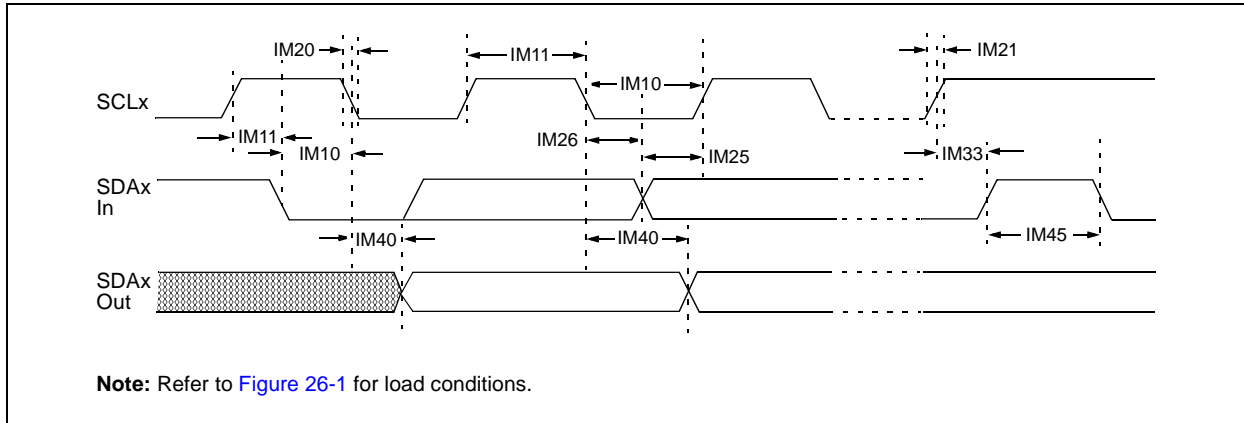 IM20
IM11
IM21
IM10
SCLx
IM11
IM26
IM10
IM25
IM33
SDAx
In
IM40
IM40
IM45
SDAx
Out
Note: Refer to Figure 26-1 for load conditions.